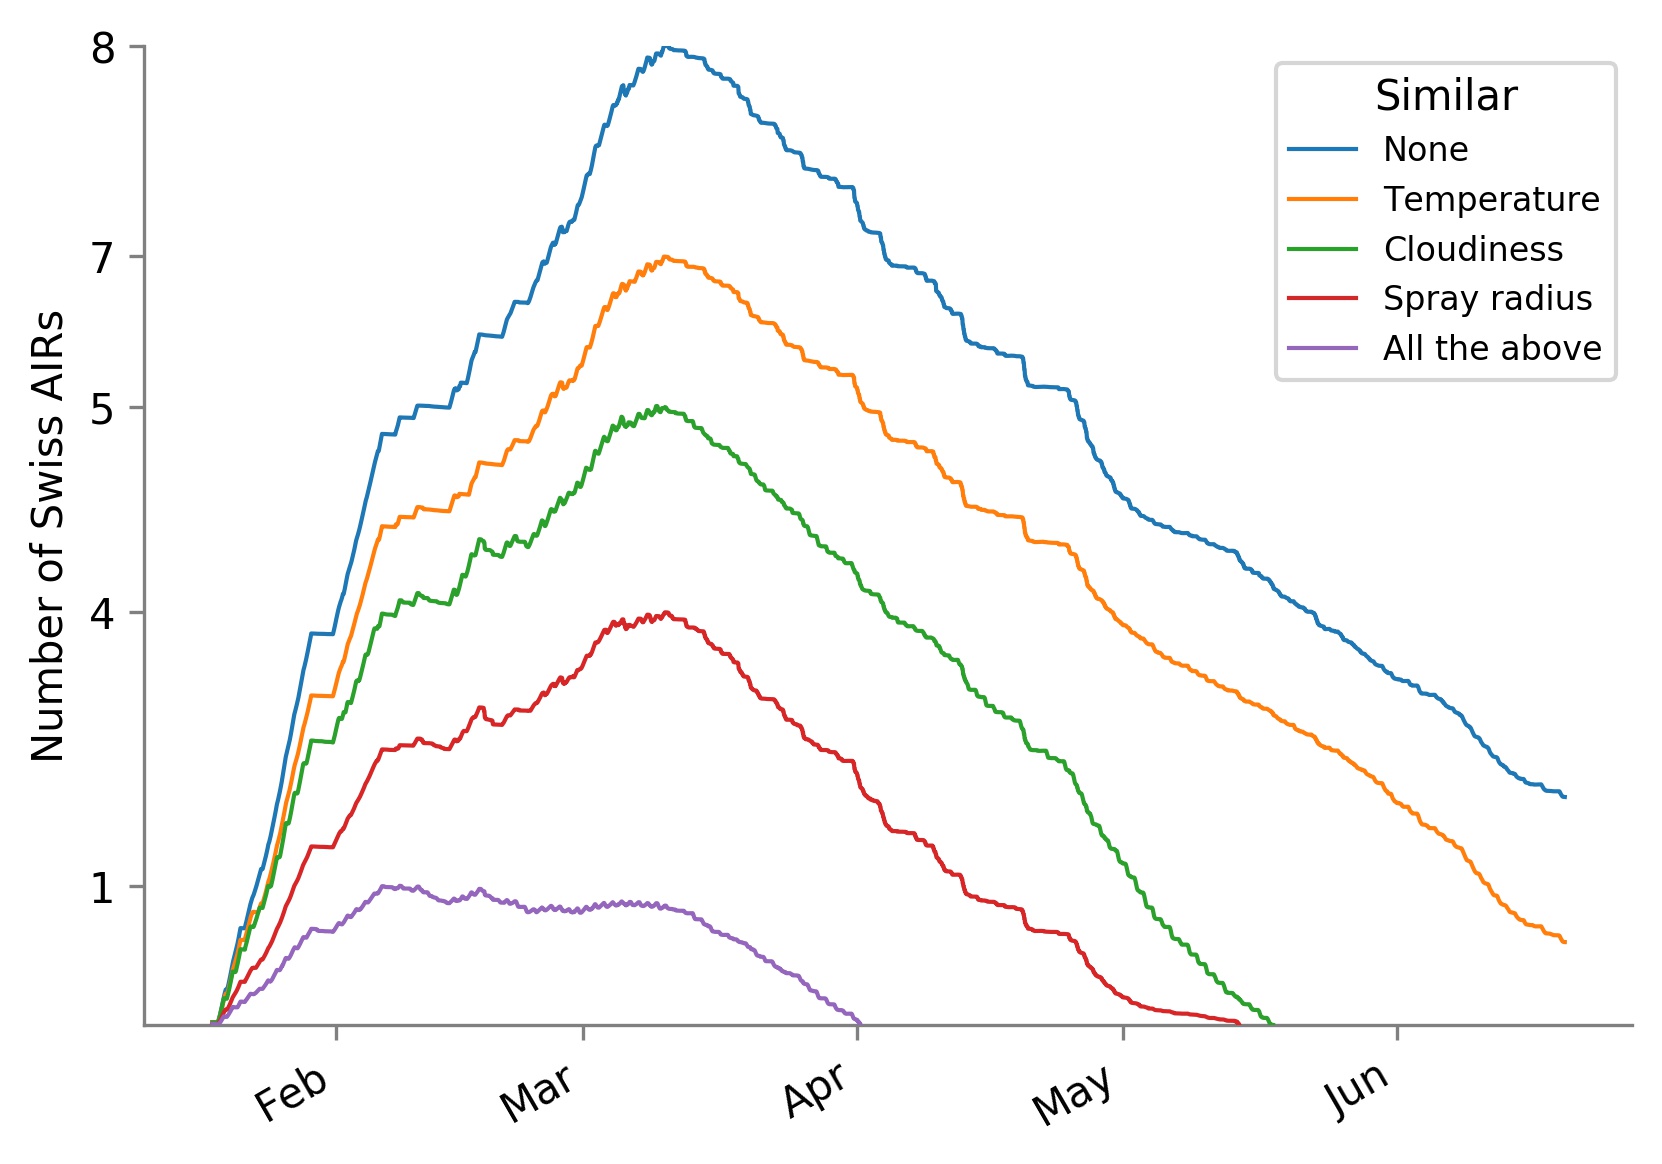 8
7
5
4
1
Number of Swiss AIRs
Feb
Mar
Apr
May
Jun
Similar
None
Temperature
Cloudiness
Spray radius
All the above